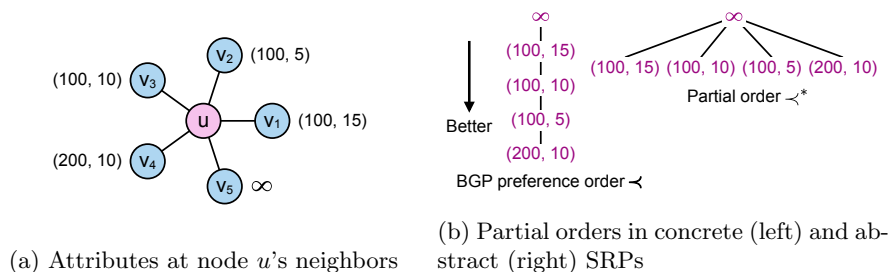 v₂ (100, 5)
(100, 10) v₃
u
v₁ (100, 15)
(200, 10) v₄
v₅ ∞
(a) Attributes at node u's neighbors
∞
(100, 15)
(100, 10)
Better
(100, 5)
(200, 10)
BGP preference order ≺
∞
(100, 15) (100, 10) (100, 5) (200, 10)
Partial order ≺*
(b) Partial orders in concrete (left) and ab-
stract (right) SRPs